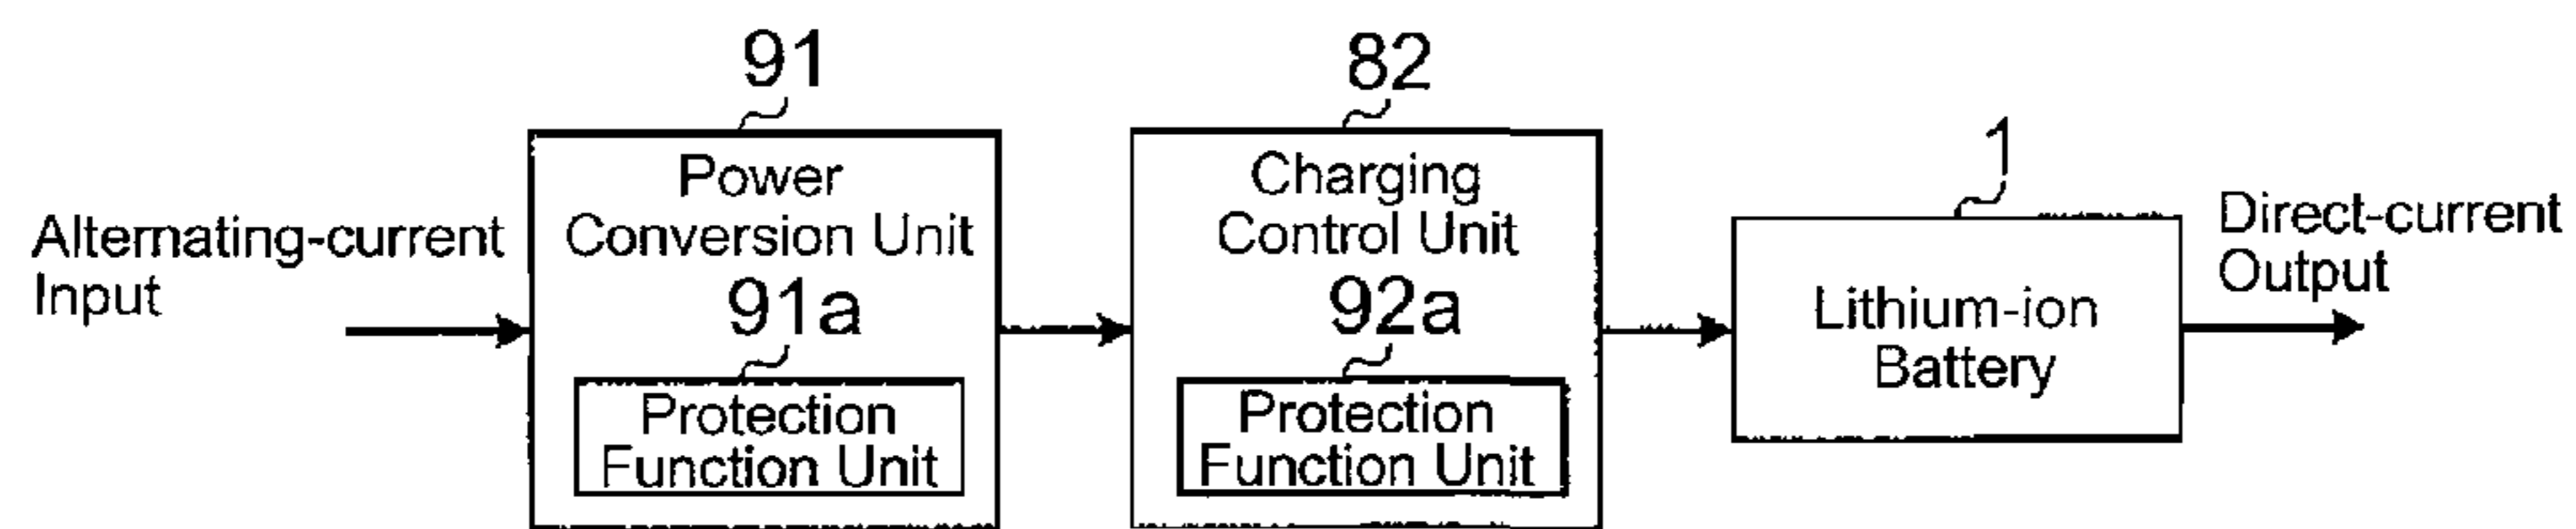 91
82
1
Power
Conversion Unit
Charging
Control Unit
Alternating-current
Input
Direct-current
Output
91a
92a
Lithium-ion
Battery
Protection
Function Unit
Protection
Function Unit